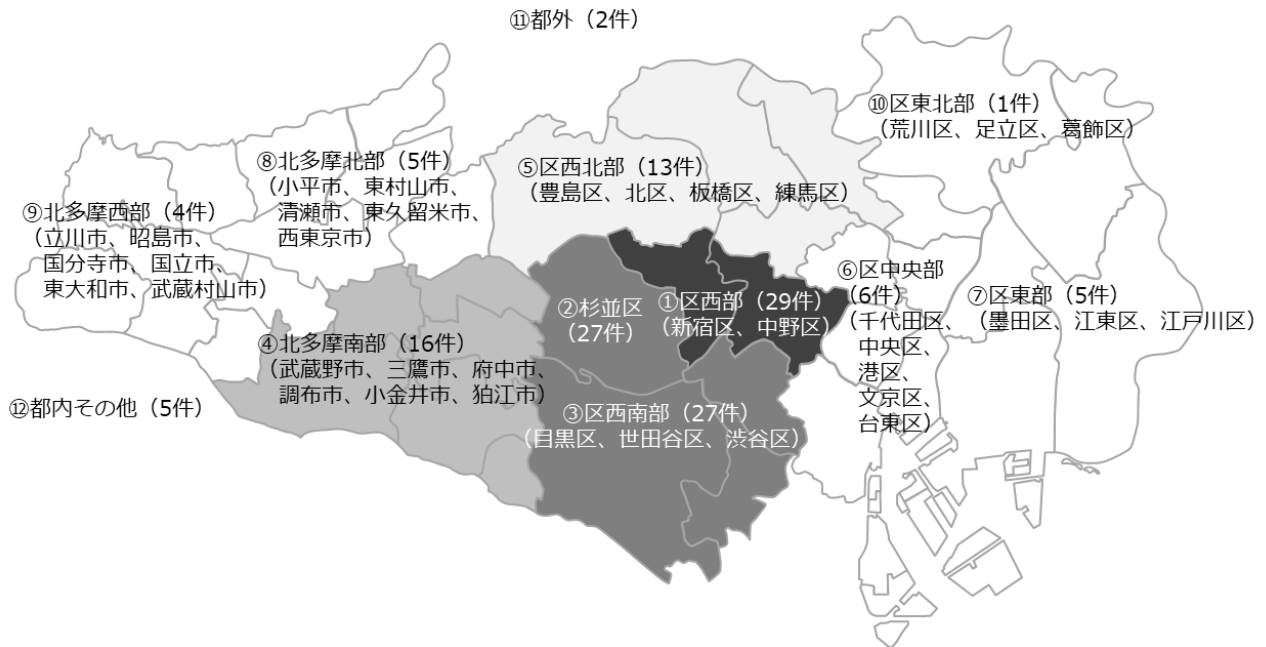 ⑪都外（2件）
⑩区東北部（1件）
（荒川区、足立区、葛飾区）
⑧北多摩北部（5件）
（小平市、東村山市、
清瀬市、東久留米市、
西東京市）
⑤区西北部（13件）
（豊島区、北区、板橋区、練馬区）
⑨北多摩西部（4件）
（立川市、昭島市、
国分寺市、国立市、
東大和市、武蔵村山市）
②杉並区
（27件）
①区西部（29件）
（新宿区、中野区）
⑥区中央部
（6件）
（千代田区、
中央区、
港区、
文京区、
台東区）
⑦区東部（5件）
（墨田区、江東区、江戸川区）
④北多摩南部（16件）
（武蔵野市、三鷹市、府中市、
調布市、小金井市、狛江市）
⑫都内その他（5件）
③区西南部（27件）
（目黒区、世田谷区、渋谷区）